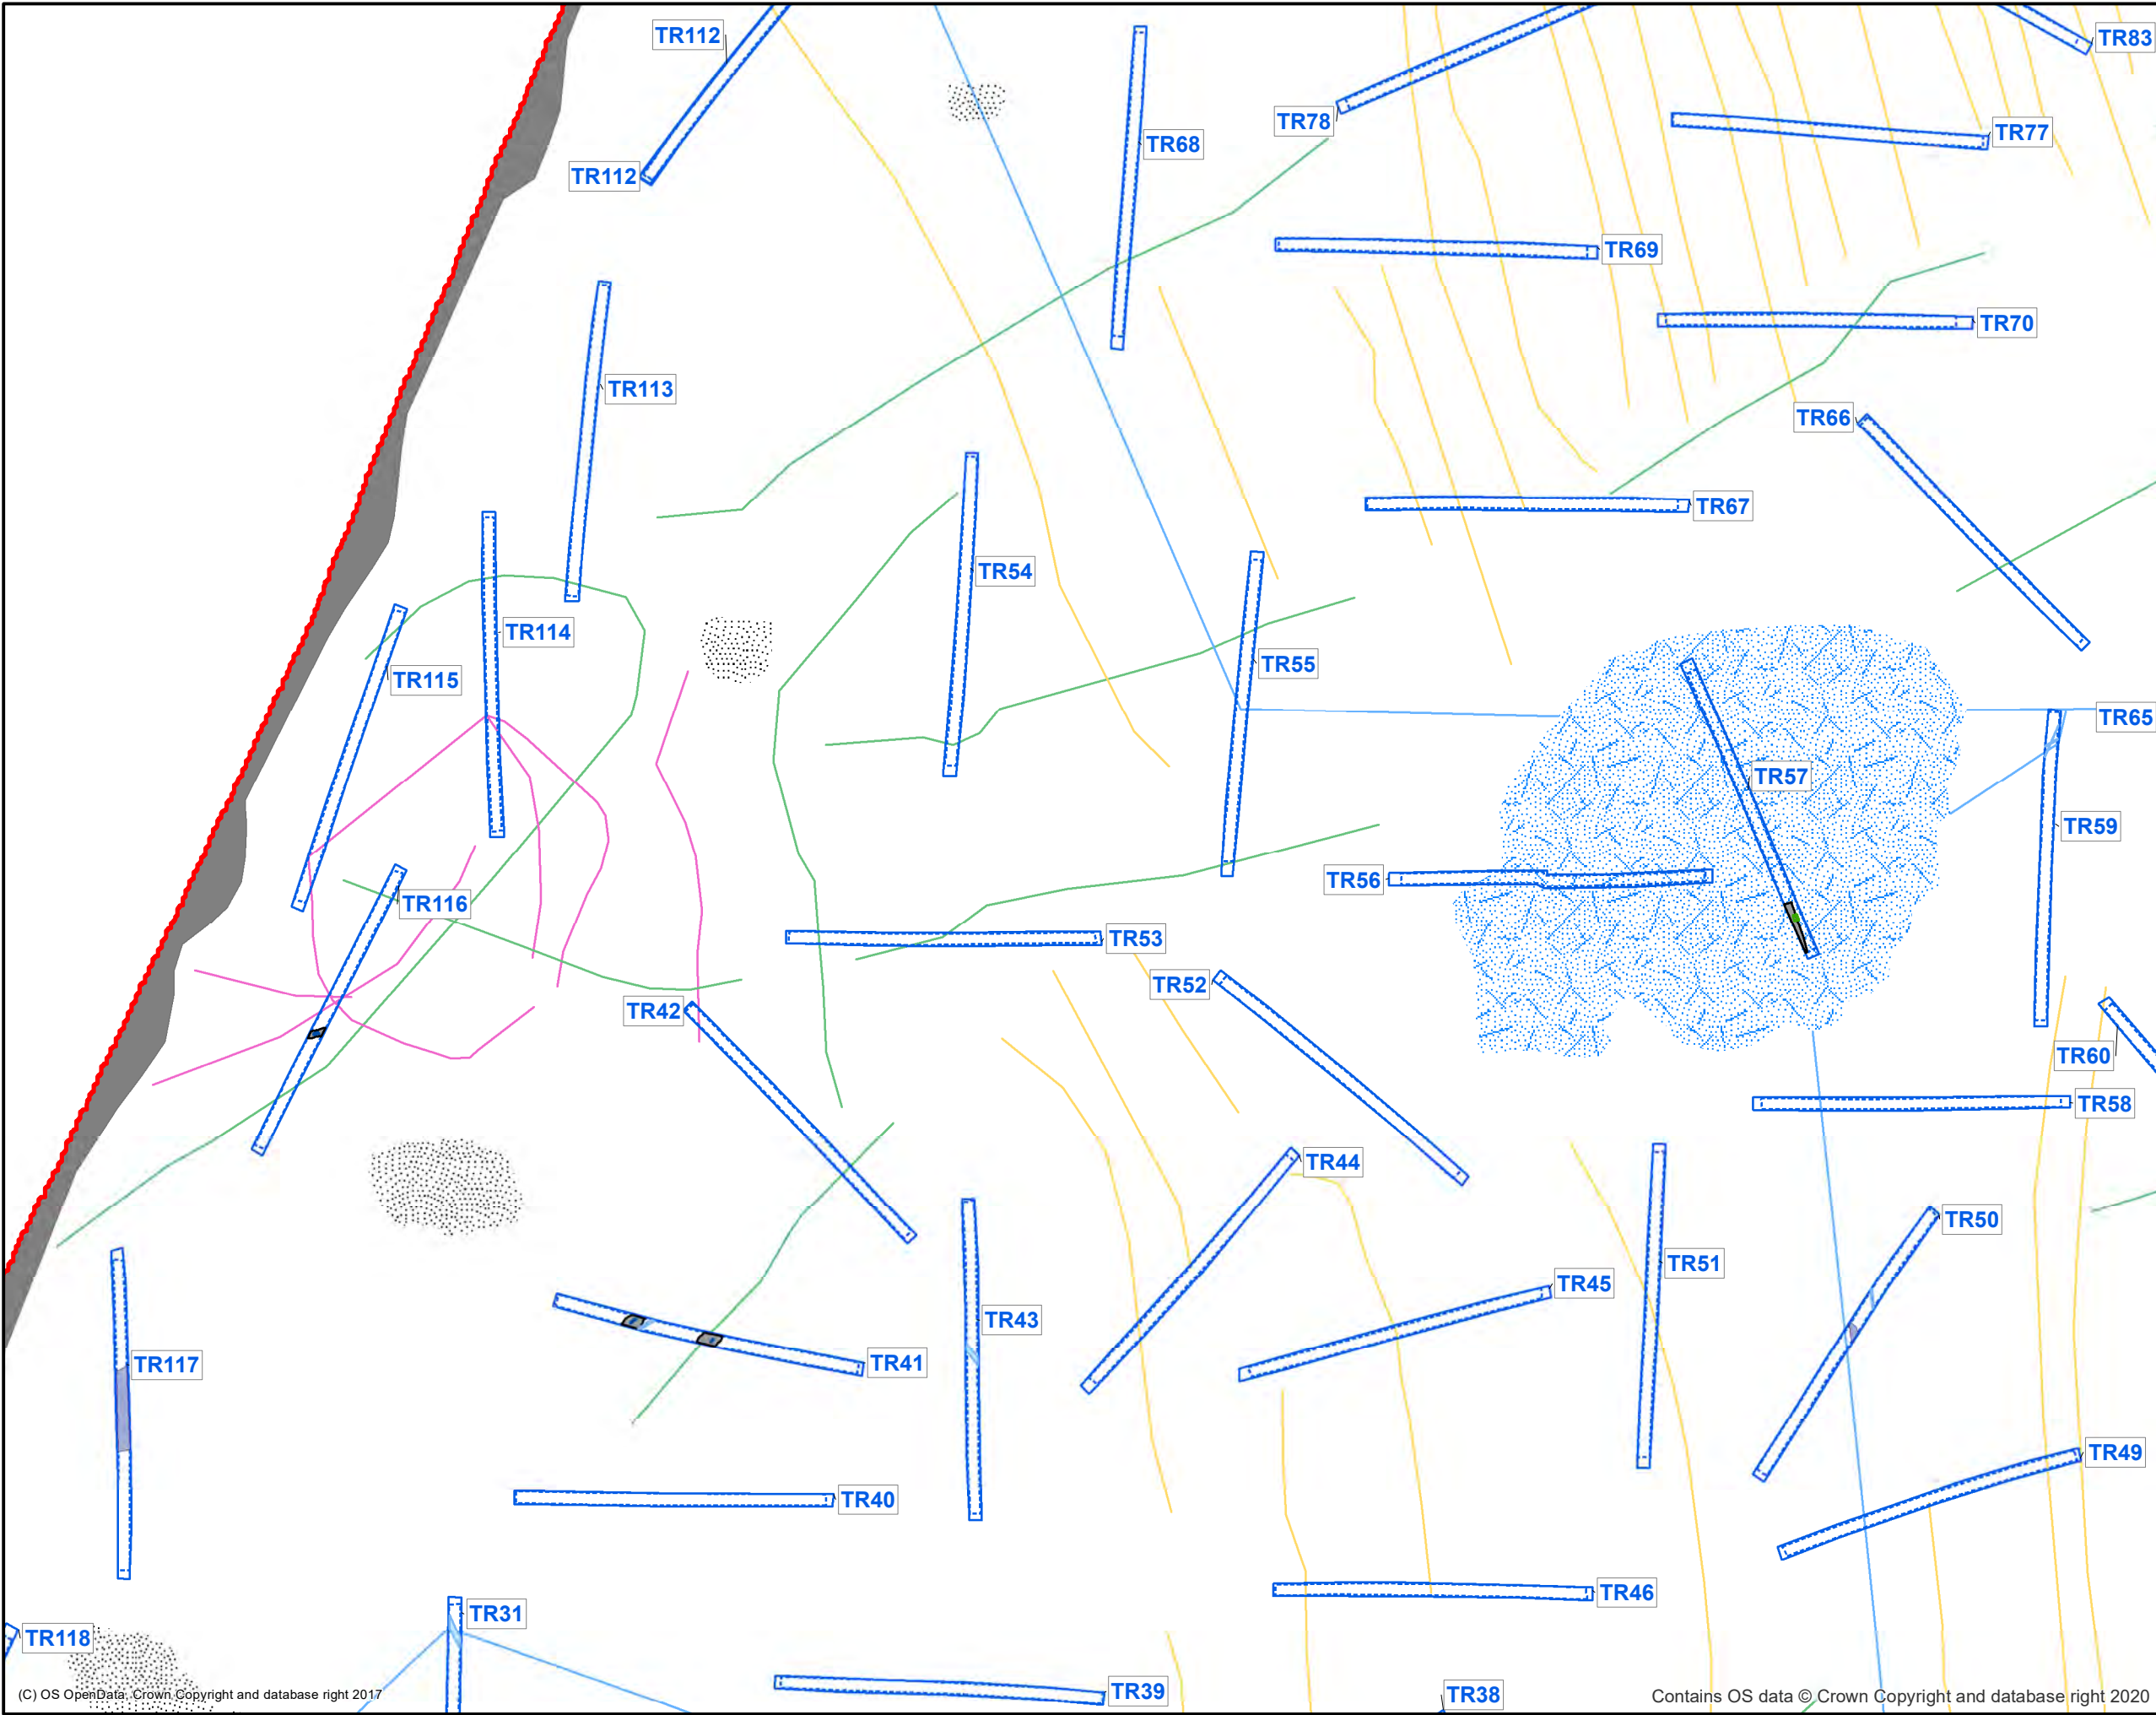 TR112
TR83
TR68
TR78
TR77
TR112
TR69
TR70
TR113
TR66
TR67
TR54
TR114
TR55
TR115
TR65
TR57
TR59
TR56
TR116
TR53
TR52
TR42
TR60
TR58
TR44
TR50
TR51
TR45
TR43
TR117
TR41
TR49
TR40
TR46
TR31
TR118
TR39
TR38
(C) OS OpenData, Crown Copyright and database right 2017
Contains OS data © Crown Copyright and database right 2020